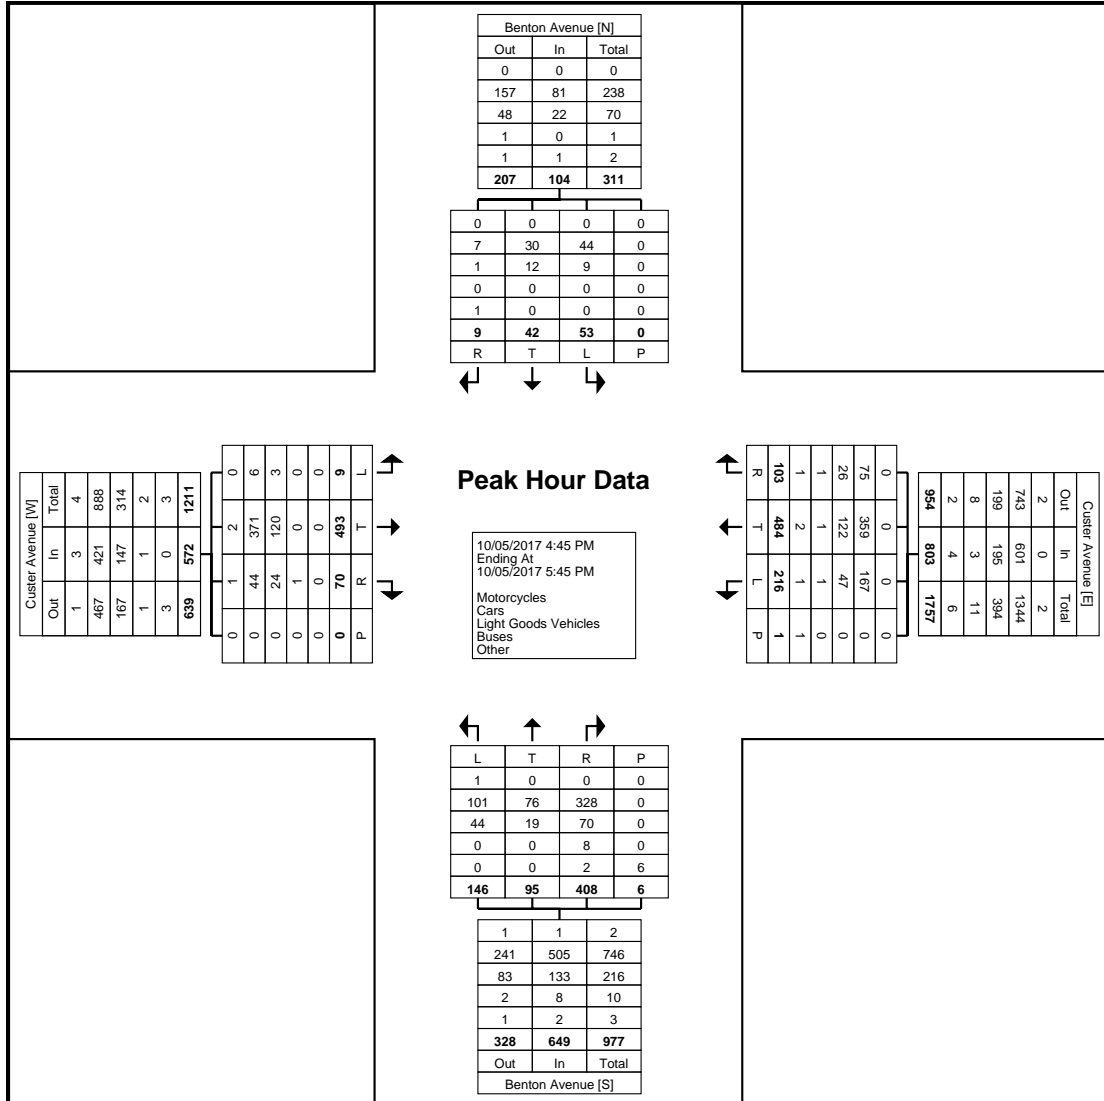 Benton Avenue [N]
Out In Total
0 0 0
157 81 238
48 22 70
1 0 1
1 1 2
207 104 311
0 0 0 0
7 30 44 0
1 12 9 0
0 0 0 0
1 0 0 0
9 42 53 0
R T L P
Custer Avenue [W]
Total 4 888 314 2 3 1211
In 3 421 147 1 0 572
Out 1 467 167 1 3 639
0 6 3 0 0 9 L
2 371 120 0 0 493 T
1 44 24 1 0 70 R
0 0 0 0 0 0 P
Peak Hour Data
10/05/2017 4:45 PM
Ending At
10/05/2017 5:45 PM
Motorcycles
Cars
Light Goods Vehicles
Buses
Other
R 103 1 1 26 75 0
T 484 2 1 122 359 0
L 216 1 1 47 167 0
P 1 1 0 0 0 0
954 2 8 199 743 2 Out
803 4 3 195 601 0 In
1757 6 11 394 1344 2 Total
Custer Avenue [E]
L T R P
1 0 0 0
101 76 328 0
44 19 70 0
0 0 8 0
0 0 2 6
146 95 408 6
1 1 2
241 505 746
83 133 216
2 8 10
1 2 3
328 649 977
Out In Total
Benton Avenue [S]